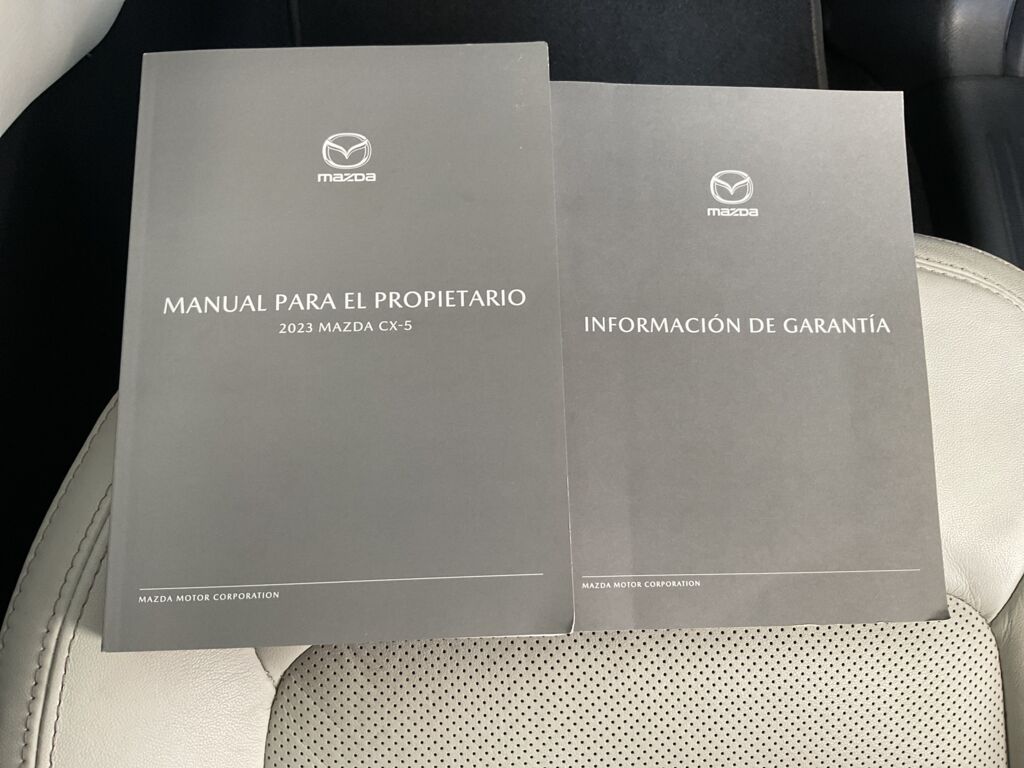 mazda
MANUAL PARA EL PROPIETARIO
2023 MAZDA CX-5
MAZDA MOTOR CORPORATION
mazda
INFORMACIÓN DE GARANTÍA
MAZDA MOTOR CORPORATION